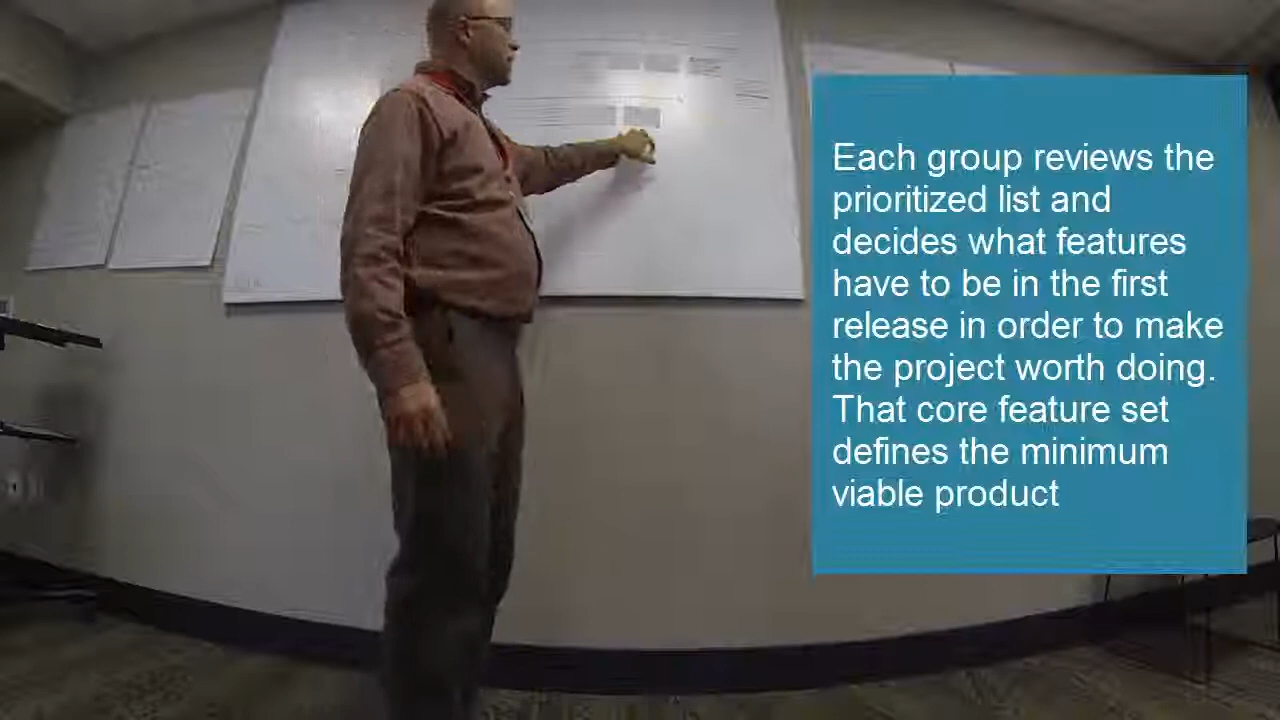 Each group reviews the
prioritized list and
decides what features
have to be in the first
release in order to make
the project worth doing.
That core feature set
defines the minimum
viable product